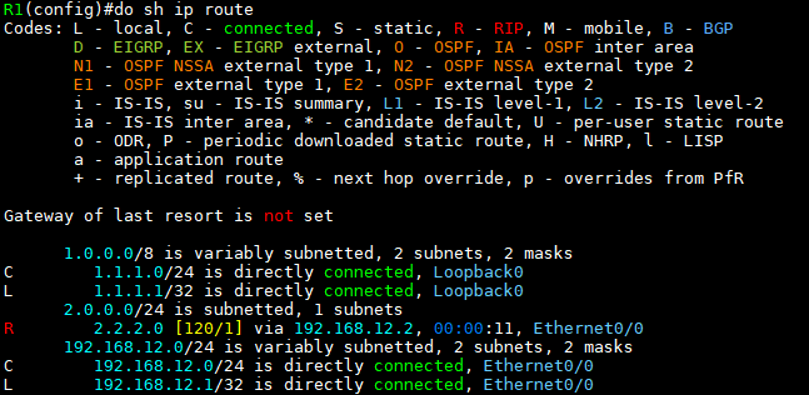 R1(config)#do sh ip route
Codes: L - local, C - connected, S - static, R - RIP, M - mobile, B - BGP
D - EIGRP, EX - EIGRP external, O - OSPF, IA - OSPF inter area
N1 - OSPF NSSA external type 1, N2 - OSPF NSSA external type 2
E1 - OSPF external type 1, E2 - OSPF external type 2
i - IS-IS, su - IS-IS summary, L1 - IS-IS level-1, L2 - IS-IS level-2
ia - IS-IS inter area, * - candidate default, U - per-user static route
o - ODR, P - periodic downloaded static route, H - NHRP, l - LISP
a - application route
+ - replicated route, % - next hop override, p - overrides from PfR
Gateway of last resort is not set
1.0.0.0/8 is variably subnetted, 2 subnets, 2 masks
C 1.1.1.0/24 is directly connected, Loopback0
L 1.1.1.1/32 is directly connected, Loopback0
2.0.0.0/24 is subnetted, 1 subnets
R 2.2.2.0 [120/1] via 192.168.12.2, 00:00:11, Ethernet0/0
192.168.12.0/24 is variably subnetted, 2 subnets, 2 masks
C 192.168.12.0/24 is directly connected, Ethernet0/0
L 192.168.12.1/32 is directly connected, Ethernet0/0